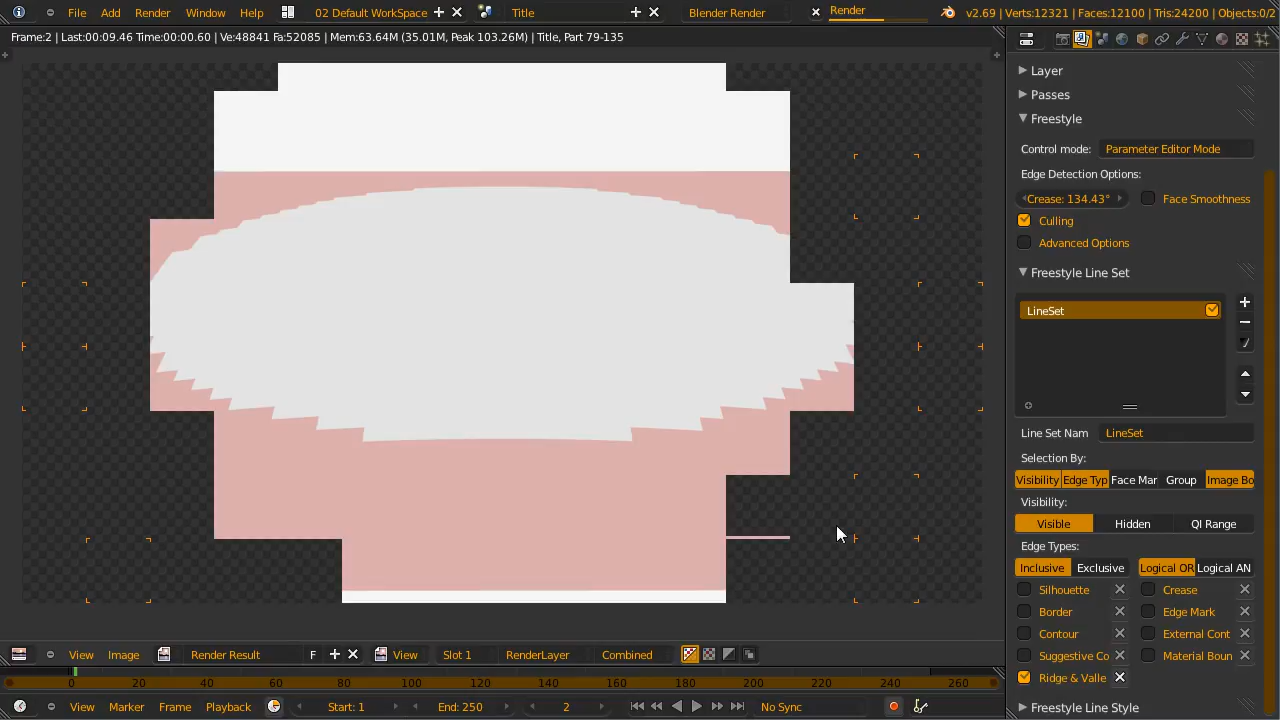 File Add Render Window Help 02 Default WorkSpace Title Blender Render Render v2.69 | Verts:12321 | Faces:12100 | Tris:24200 | Objects:0/2
Frame:2 | Last:00:09.46 Time:00:00.60 | Ve:48841 Fa:52085 | Mem:63.64M (35.01M, Peak 103.26M) | Title, Part 79-135
Layer
Passes
Freestyle
Control mode: Parameter Editor Mode
Edge Detection Options:
Crease: 134.43° Face Smoothness
Culling
Advanced Options
Freestyle Line Set
LineSet
Line Set Nam LineSet
Selection By:
Visibility Edge Typ Face Mar Group Image Bo
Visibility:
Visible Hidden QI Range
Edge Types:
Inclusive Exclusive Logical OR Logical AN
Silhouette Crease
Border Edge Mark
Contour External Cont
Suggestive Co Material Boun
Ridge & Valle
Freestyle Line Style
View Image Render Result F View Slot 1 RenderLayer Combined
0 20 40 60 80 100 120 140 160 180 200 220 240 260
View Marker Frame Playback Start: 1 End: 250 2 No Sync